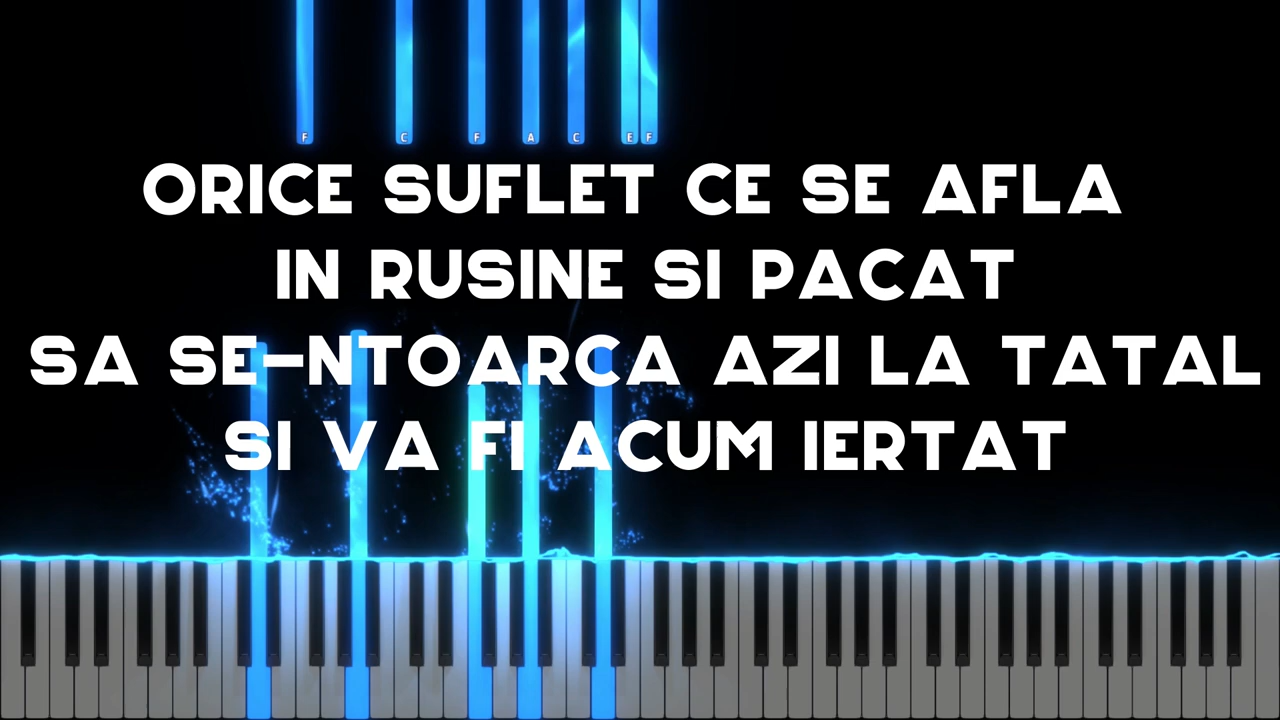 F C F A C E F
ORICE SUFLET CE SE AFLA
IN RUSINE SI PACAT
SA SE-NTOARCA AZI LA TATAL
SI VA FI ACUM IERTAT